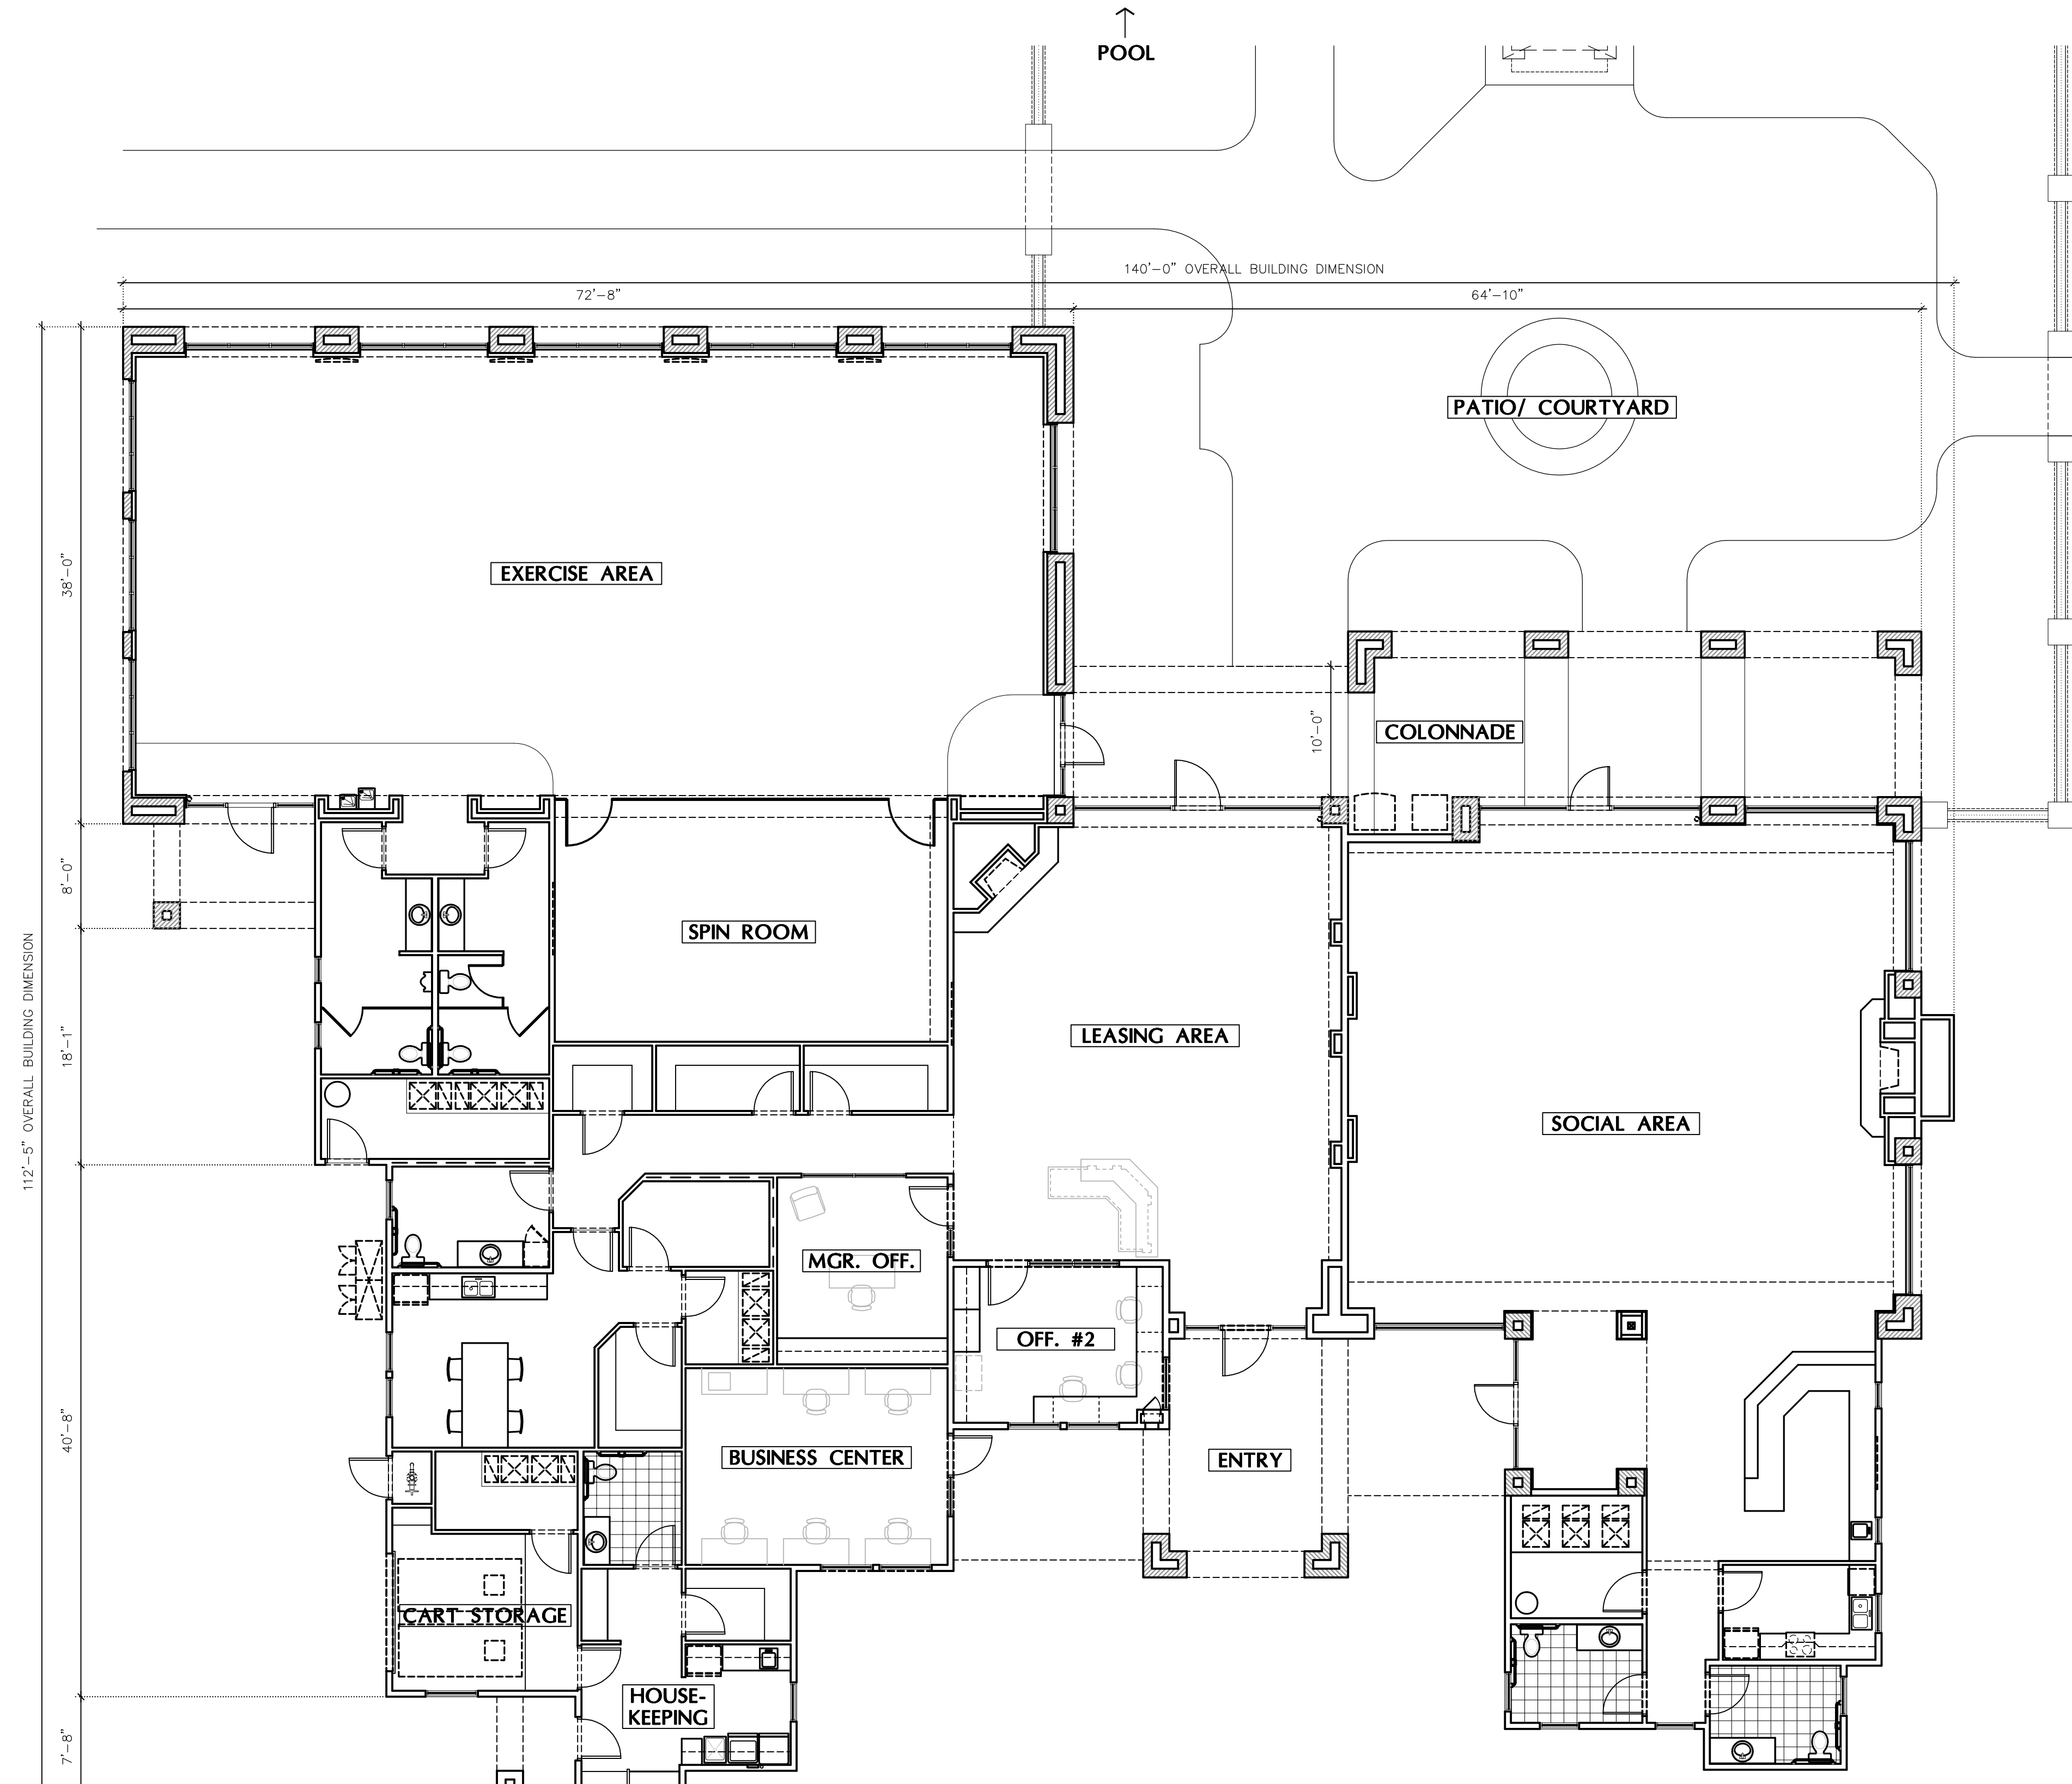 POOL
140'-0" OVERALL BUILDING DIMENSION
72'-8"
64'-10"
PATIO/ COURTYARD
38'-0"
EXERCISE AREA
10'-0"
COLONNADE
8'-0"
SPIN ROOM
112'-5" OVERALL BUILDING DIMENSION
18'-1"
LEASING AREA
SOCIAL AREA
MGR. OFF.
OFF. #2
40'-8"
BUSINESS CENTER
ENTRY
CART STORAGE
HOUSE-
KEEPING
7'-8"